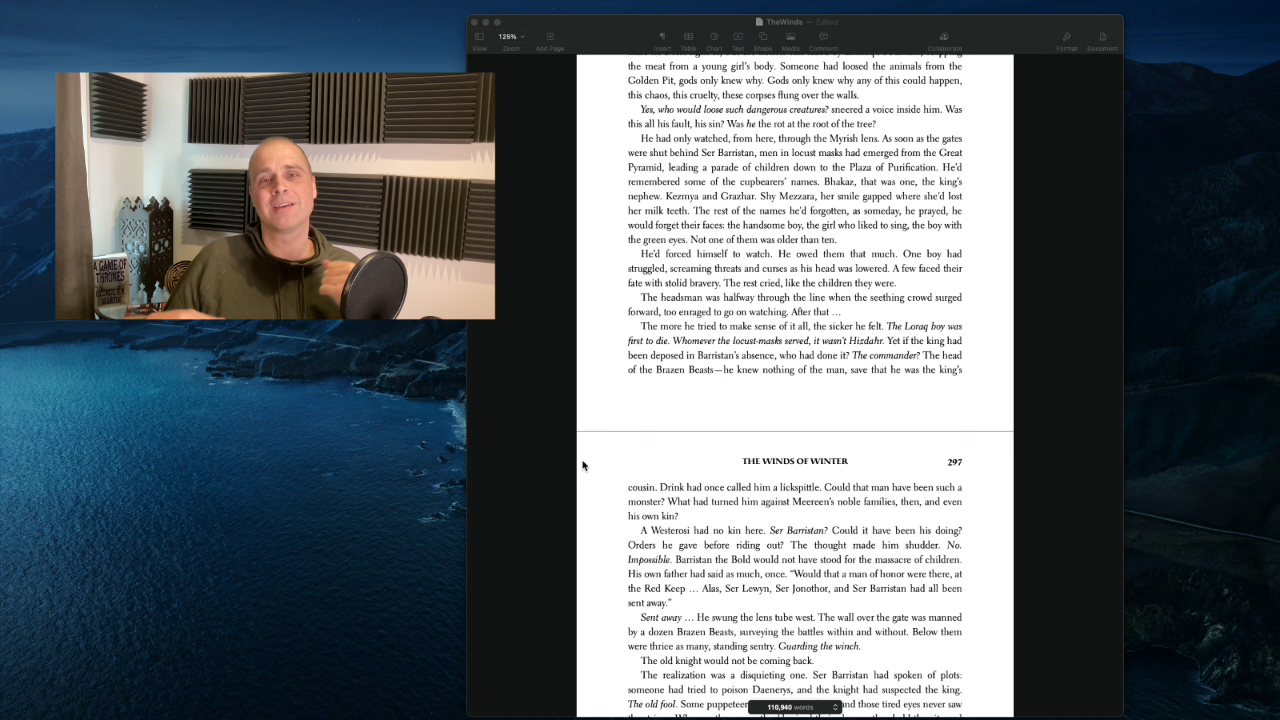 TheWinds — Edited
125%
View
Zoom
Add Page
Insert
Table
Chart
Text
Shape
Media
Comment
Collaborate
Format
Document
the meat from a young girl's body. Someone had loosed the animals from the
Golden Pit, gods only knew why. Gods only knew why any of this could happen,
this chaos, this cruelty, these corpses flung over the walls.
Yes, who would loose such dangerous creatures? sneered a voice inside him. Was
this all his fault, his sin? Was he the rot at the root of the tree?
He had only watched, from here, through the Myrish lens. As soon as the gates
were shut behind Ser Barristan, men in locust masks had emerged from the Great
Pyramid, leading a parade of children down to the Plaza of Purification. He'd
remembered some of the cupbearers' names. Bhakaz, that was one, the king's
nephew. Kezmya and Grazhar. Shy Mezzara, her smile gapped where she'd lost
her milk teeth. The rest of the names he'd forgotten, as someday, he prayed, he
would forget their faces: the handsome boy, the girl who liked to sing, the boy with
the green eyes. Not one of them was older than ten.
He'd forced himself to watch. He owed them that much. One boy had
struggled, screaming threats and curses as his head was lowered. A few faced their
fate with stolid bravery. The rest cried, like the children they were.
The headsman was halfway through the line when the seething crowd surged
forward, too enraged to go on watching. After that …
The more he tried to make sense of it all, the sicker he felt. The Loraq boy was
first to die. Whomever the locust-masks served, it wasn't Hizdahr. Yet if the king had
been deposed in Barristan's absence, who had done it? The commander? The head
of the Brazen Beasts—he knew nothing of the man, save that he was the king's
THE WINDS OF WINTER
297
cousin. Drink had once called him a lickspittle. Could that man have been such a
monster? What had turned him against Meereen's noble families, then, and even
his own kin?
A Westerosi had no kin here. Ser Barristan? Could it have been his doing?
Orders he gave before riding out? The thought made him shudder. No.
Impossible. Barristan the Bold would not have stood for the massacre of children.
His own father had said as much, once. "Would that a man of honor were there, at
the Red Keep … Alas, Ser Lewyn, Ser Jonothor, and Ser Barristan had all been
sent away."
Sent away … He swung the lens tube west. The wall over the gate was manned
by a dozen Brazen Beasts, surveying the battles within and without. Below them
were thrice as many, standing sentry. Guarding the winch.
The old knight would not be coming back.
The realization was a disquieting one. Ser Barristan had spoken of plots:
someone had tried to poison Daenerys, and the knight had suspected the king.
The old fool. Some puppeteer
and those tired eyes never saw
110,940 words
A GAME OF
THRONES
GEORGE R.R.
MARTIN